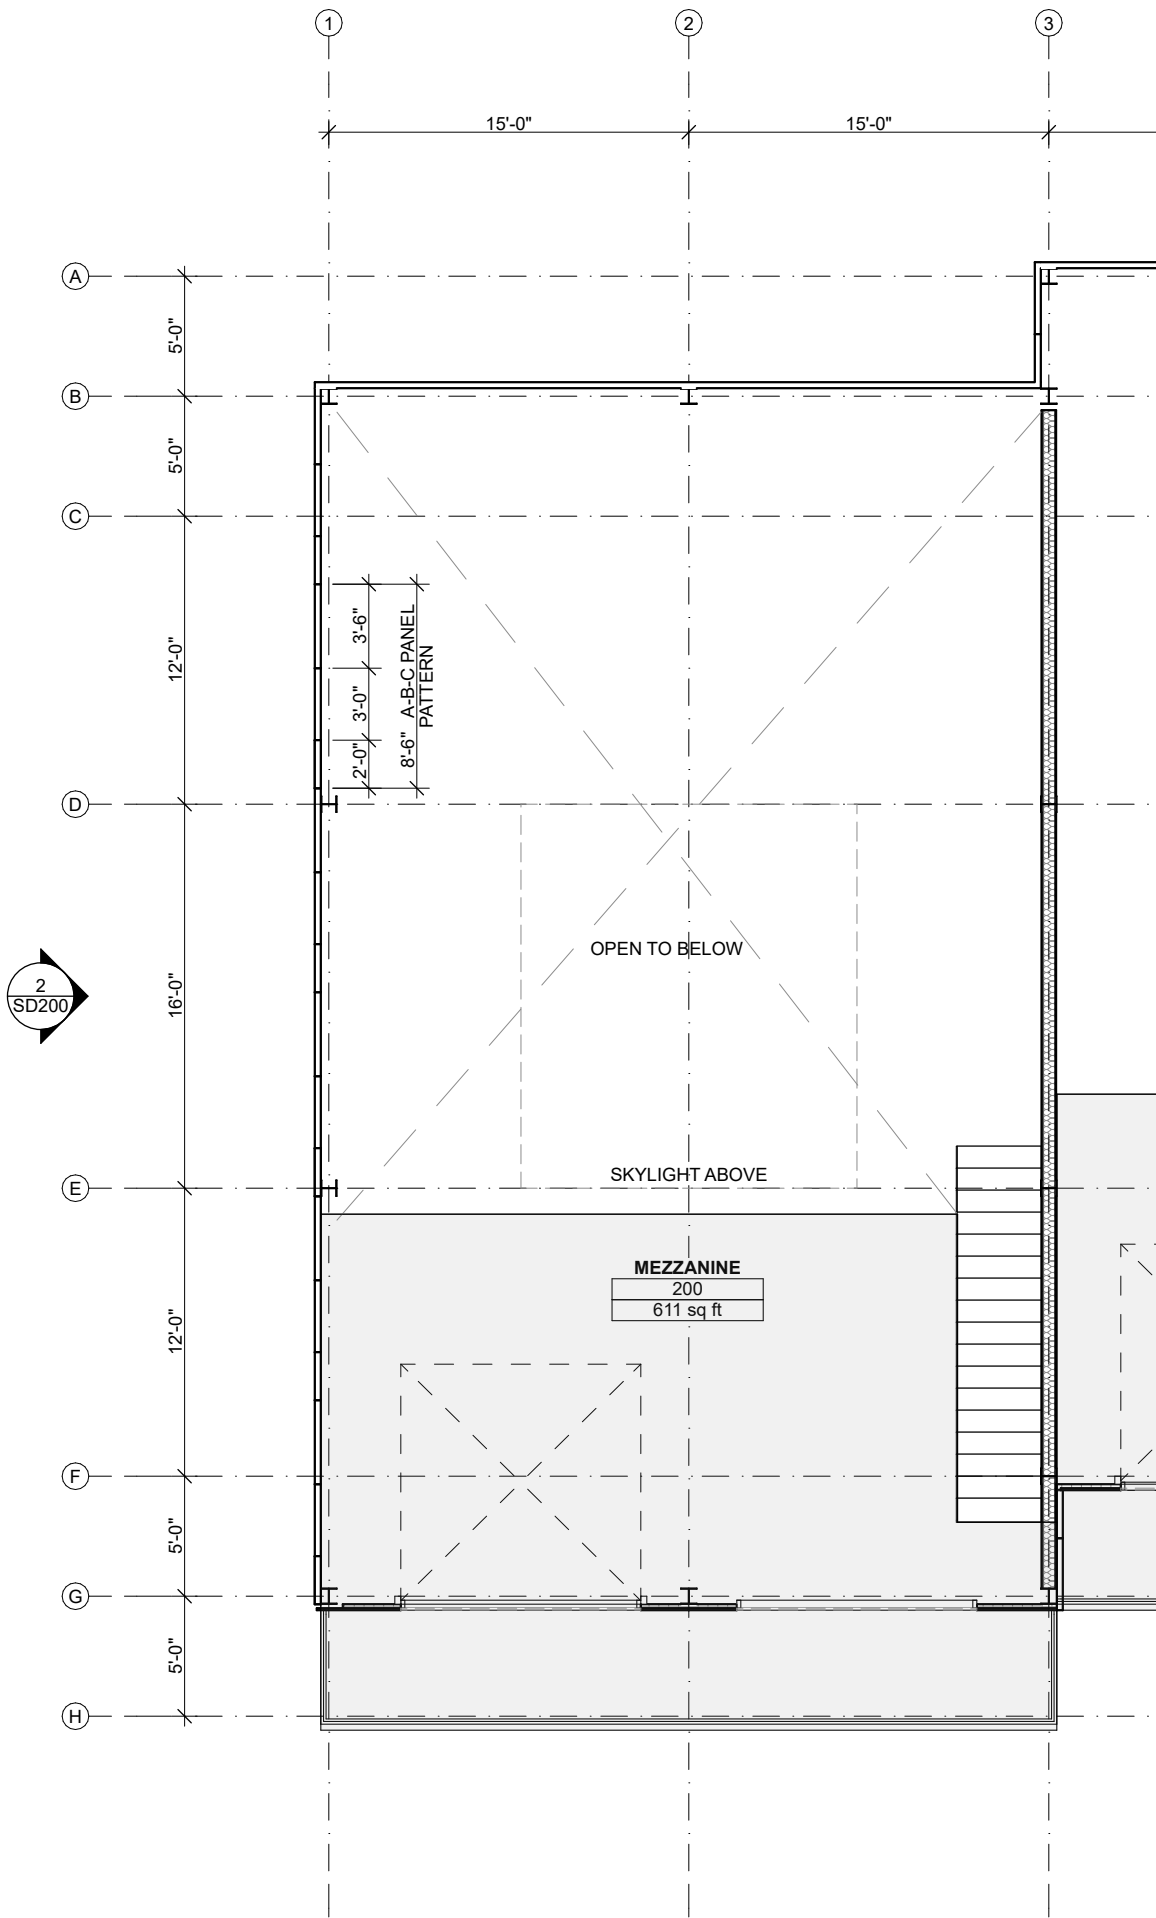 1
2
3
15'-0"
15'-0"
A
5'-0"
B
5'-0"
C
12'-0"
3'-6"
3'-0"
2'-0"
8'-6" A-B-C PANEL
PATTERN
D
OPEN TO BELOW
2
SD200
16'-0"
SKYLIGHT ABOVE
E
MEZZANINE
200
611 sq ft
12'-0"
F
5'-0"
G
5'-0"
H